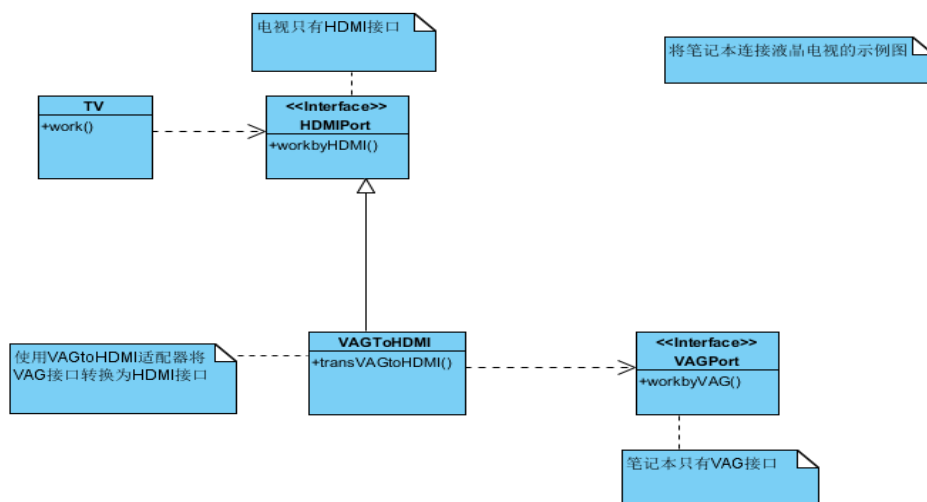 电视只有HDMI接口
将笔记本连接液晶电视的示例图
TV
+work()
<<Interface>>
HDMIPort
+workbyHDMI()
使用VAGtoHDMI适配器将
VAG接口转换为HDMI接口
VAGToHDMI
+transVAGtoHDMI()
<<Interface>>
VAGPort
+workbyVAG()
笔记本只有VAG接口